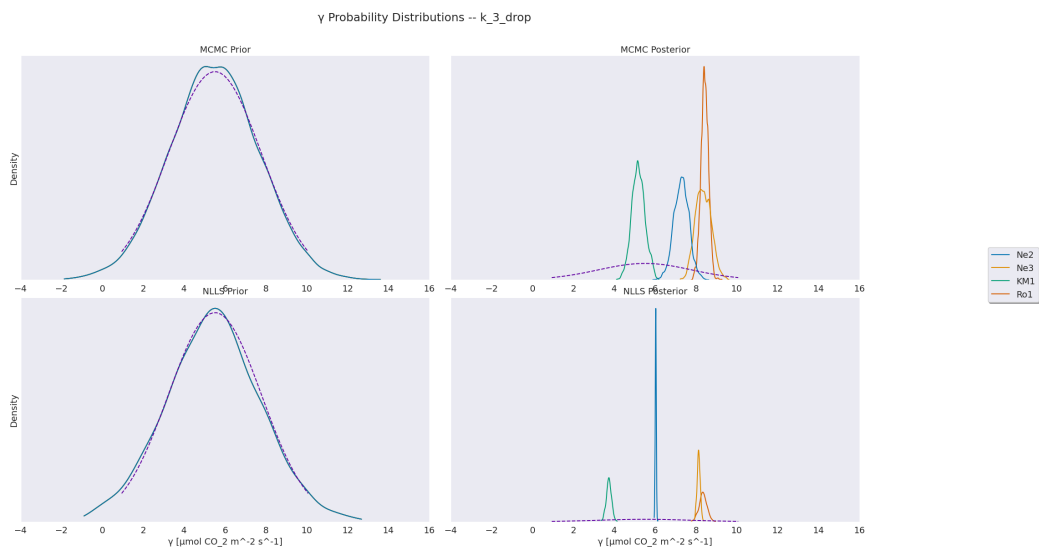 γ Probability Distributions -- k_3_drop
MCMC Prior
MCMC Posterior
Density
−4 −2 0 2 4 6 8 10 12 14 16
−4 −2 0 2 4 6 8 10 12 14 16
NLLS Prior
NLLS Posterior
Density
−4 −2 0 2 4 6 8 10 12 14 16
−4 −2 0 2 4 6 8 10 12 14 16
γ [μmol CO_2 m^-2 s^-1]
γ [μmol CO_2 m^-2 s^-1]
Ne2
Ne3
KM1
Ro1